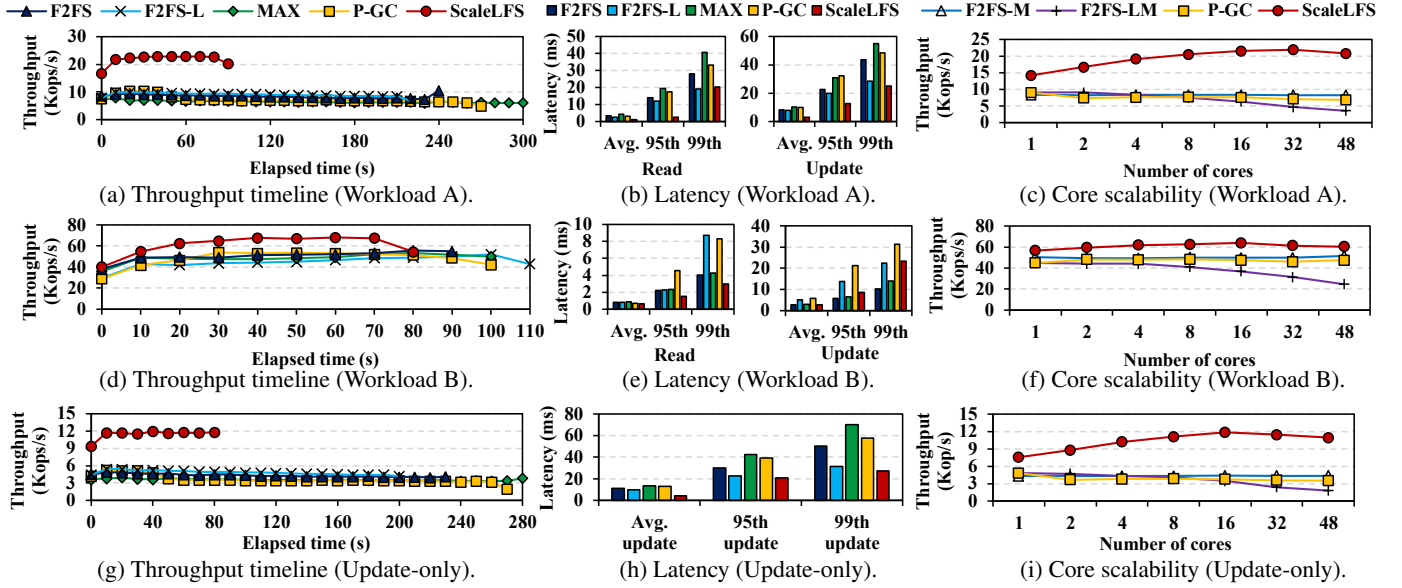 F2FS F2FS-L MAX P-GC ScaleLFS
F2FS F2FS-L MAX P-GC ScaleLFS
F2FS-M F2FS-LM P-GC ScaleLFS
Throughput
(Kops/s)
30
20
10
0
0 60 120 180 240 300
Elapsed time (s)
(a) Throughput timeline (Workload A).
Latency (ms)
50
40
30
20
10
0
Avg. 95th 99th
Read
60
40
20
0
Avg. 95th 99th
Update
(b) Latency (Workload A).
Throughput
(Kops/s)
25
20
15
10
5
0
1 2 4 8 16 32 48
Number of cores
(c) Core scalability (Workload A).
Throughput
(Kops/s)
80
60
40
20
0
0 10 20 30 40 50 60 70 80 90 100 110
Elapsed time (s)
(d) Throughput timeline (Workload B).
Latency (ms)
10
8
6
4
2
0
Avg. 95th 99th
Read
40
30
20
10
0
Avg. 95th 99th
Update
(e) Latency (Workload B).
Throughput
(Kops/s)
80
60
40
20
0
1 2 4 8 16 32 48
Number of cores
(f) Core scalability (Workload B).
Throughput
(Kops/s)
15
12
9
6
3
0
0 40 80 120 160 200 240 280
Elapsed time (s)
(g) Throughput timeline (Update-only).
Latency (ms)
80
60
40
20
0
Avg. 95th 99th
update update update
(h) Latency (Update-only).
Throughput
(Kop/s)
15
12
9
6
3
0
1 2 4 8 16 32 48
Number of cores
(i) Core scalability (Update-only).